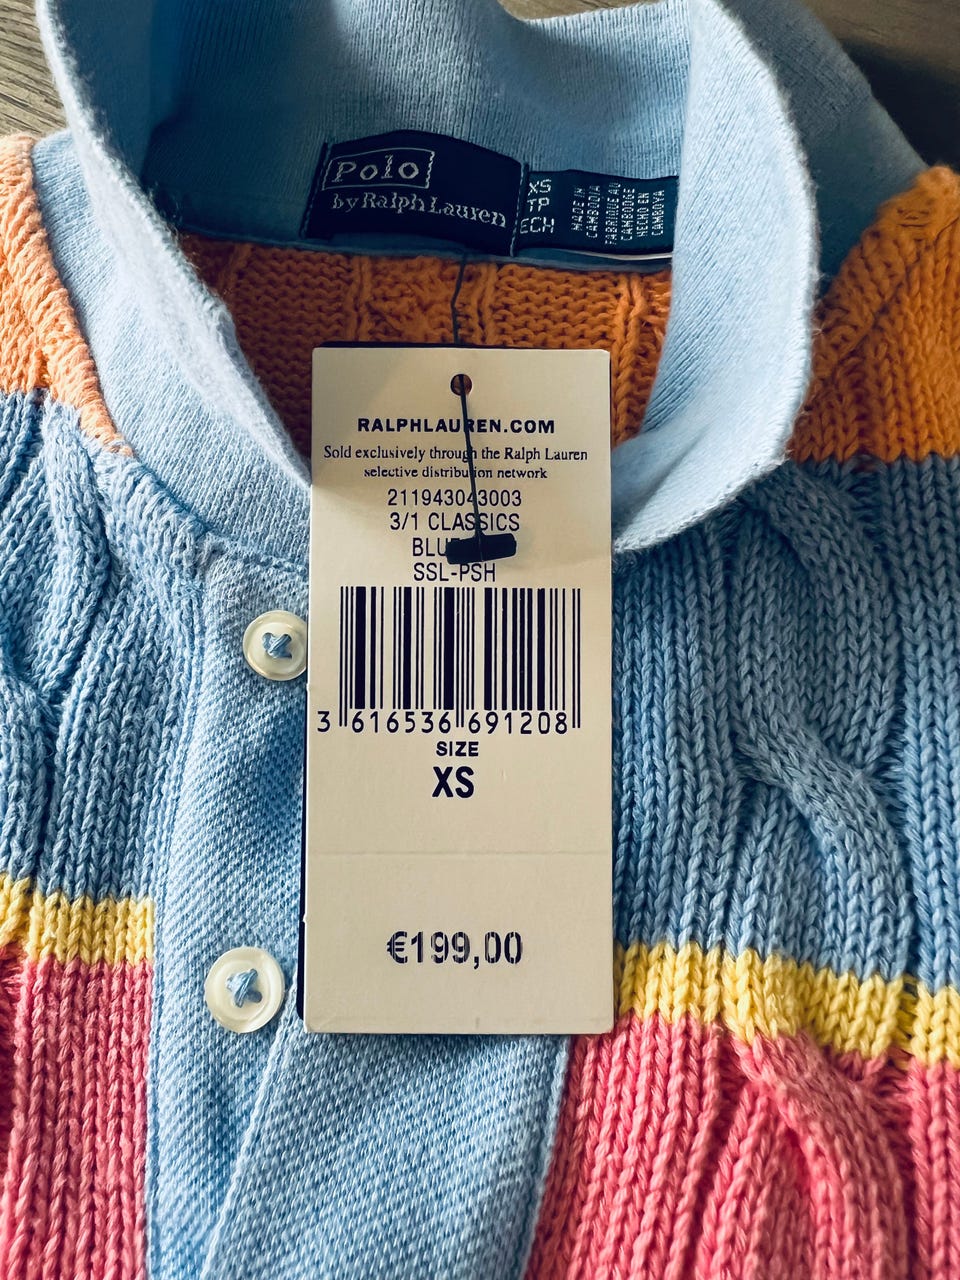 Polo
by Ralph Lauren
XS
TP
ECH
MADE IN
CAMBODIA
FABRIQUE AU
CAMBODGE
HECHO EN
CAMBOYA
RALPHLAUREN.COM
Sold exclusively through the Ralph Lauren
selective distribution network
211943043003
3/1 CLASSICS
SSL-PSH
3 616536 691208
SIZE
XS
€199,00